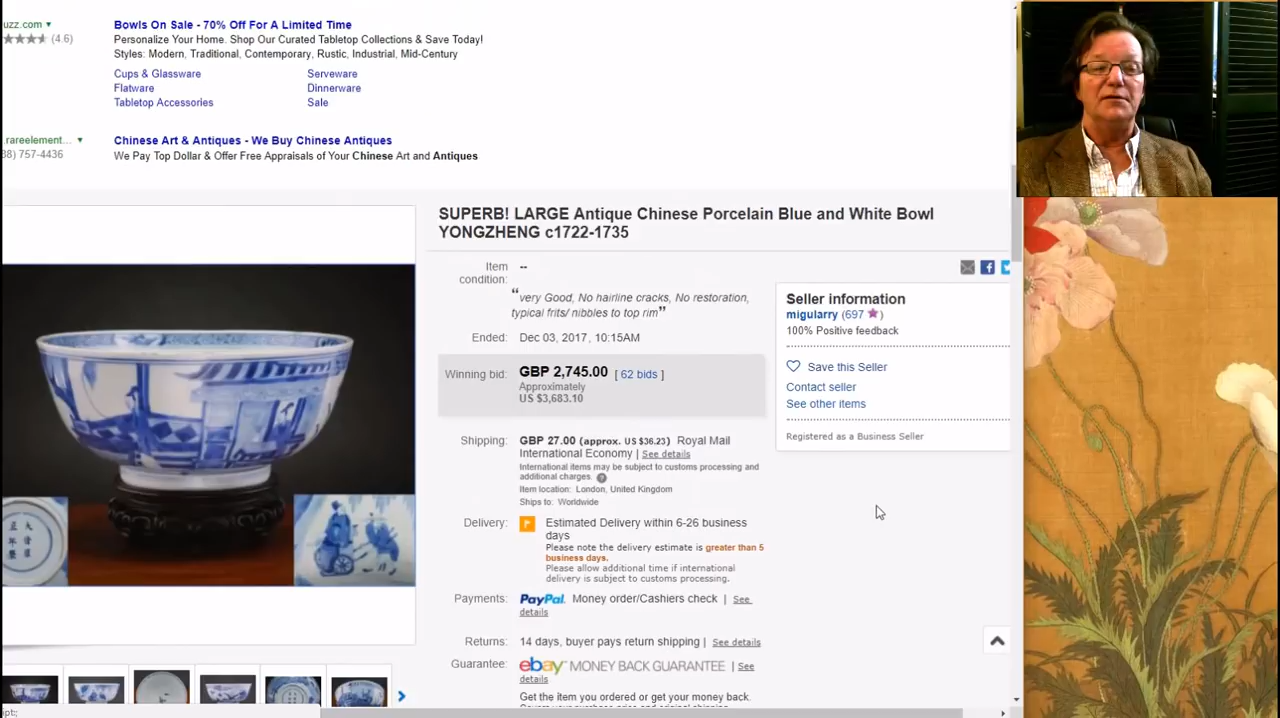 uzz.com
Bowls On Sale - 70% Off For A Limited Time
(4.6)
Personalize Your Home. Shop Our Curated Tabletop Collections & Save Today!
Styles: Modern, Traditional, Contemporary, Rustic, Industrial, Mid-Century
Cups & Glassware
Serveware
Flatware
Dinnerware
Tabletop Accessories
Sale
.rareelement...
Chinese Art & Antiques - We Buy Chinese Antiques
88) 757-4436
We Pay Top Dollar & Offer Free Appraisals of Your Chinese Art and Antiques
SUPERB! LARGE Antique Chinese Porcelain Blue and White Bowl
YONGZHENG c1722-1735
Item
condition:
--
“very Good, No hairline cracks, No restoration,
typical frits/ nibbles to top rim”
Ended:
Dec 03, 2017, 10:15AM
Winning bid:
GBP 2,745.00
[ 62 bids ]
Approximately
US $3,683.10
Shipping:
GBP 27.00 (approx. US $36.23) Royal Mail
International Economy | See details
International items may be subject to customs processing and
additional charges.
Item location: London, United Kingdom
Ships to: Worldwide
Delivery:
Estimated Delivery within 6-26 business
days
Please note the delivery estimate is greater than 5
business days.
Please allow additional time if international
delivery is subject to customs processing.
Payments:
PayPal Money order/Cashiers check | See
details
Returns:
14 days, buyer pays return shipping | See details
Guarantee:
ebay MONEY BACK GUARANTEE | See
details
Get the item you ordered or get your money back.
Seller information
migularry (697)
100% Positive feedback
Save this Seller
Contact seller
See other items
Registered as a Business Seller
大清雍
正年製